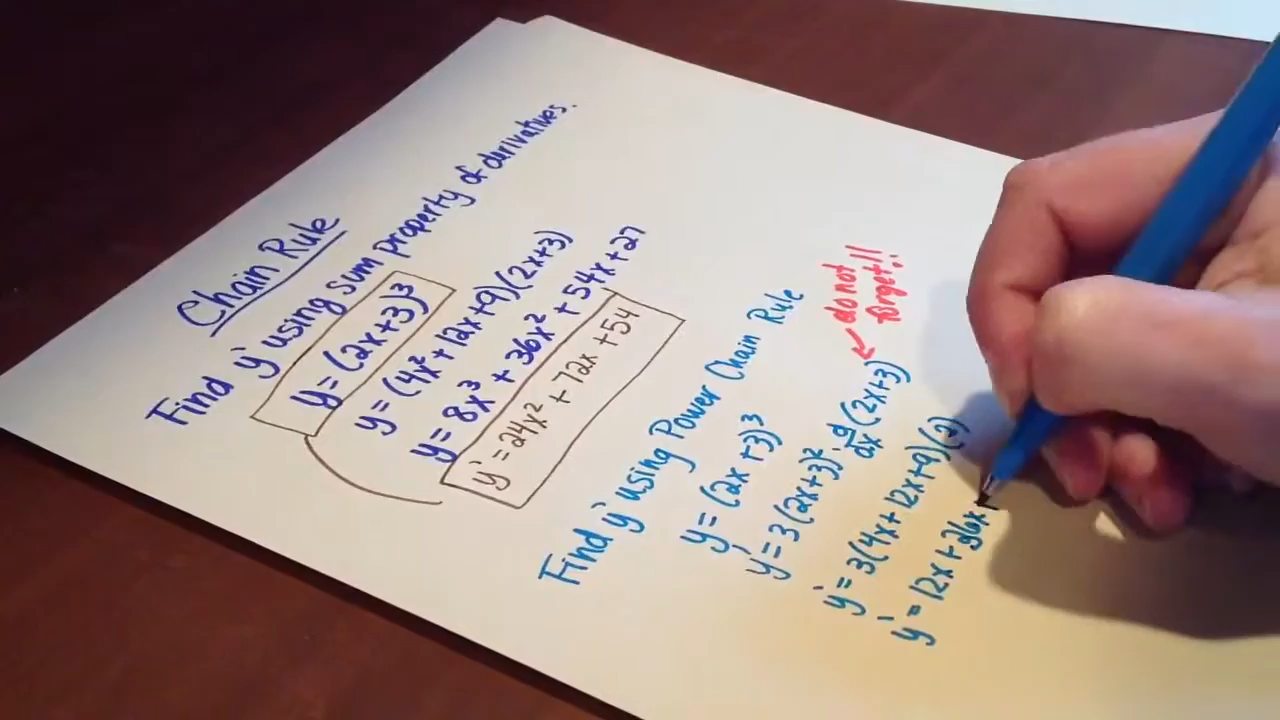 Chain Rule
Find y' using sum property of derivatives.
y = (2x+3)³
y = (4x²+12x+9)(2x+3)
y = 8x³ + 36x² + 54x + 27
y' = 24x² + 72x + 54
Find y' using Power Chain Rule
y = (2x+3)³
do not
forget!!
y' = 3(2x+3)² · d/dx (2x+3)
y' = 3(4x+12x+9)(2)
y' = 12x + 36x